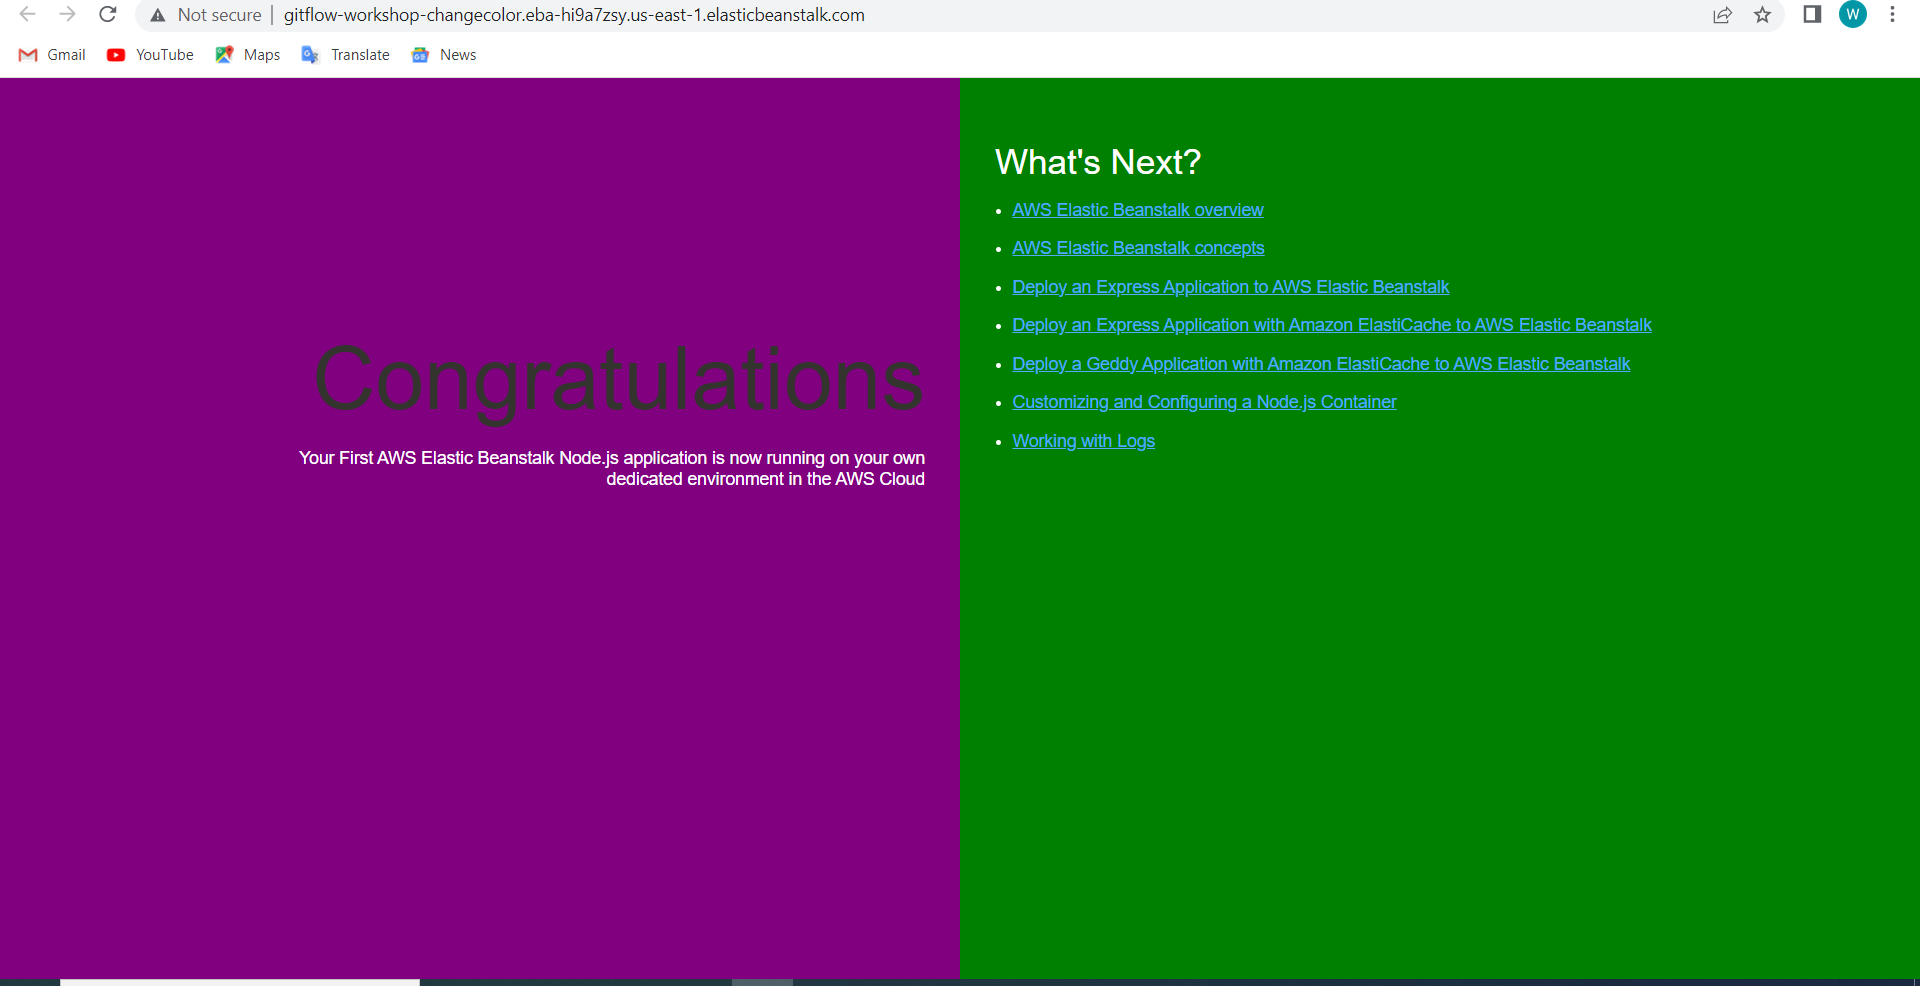 Not secure | gitflow-workshop-changecolor.eba-hi9a7zsy.us-east-1.elasticbeanstalk.com
W
Gmail YouTube Maps Translate News
Congratulations
Your First AWS Elastic Beanstalk Node.js application is now running on your own
dedicated environment in the AWS Cloud
What's Next?
AWS Elastic Beanstalk overview
AWS Elastic Beanstalk concepts
Deploy an Express Application to AWS Elastic Beanstalk
Deploy an Express Application with Amazon ElastiCache to AWS Elastic Beanstalk
Deploy a Geddy Application with Amazon ElastiCache to AWS Elastic Beanstalk
Customizing and Configuring a Node.js Container
Working with Logs